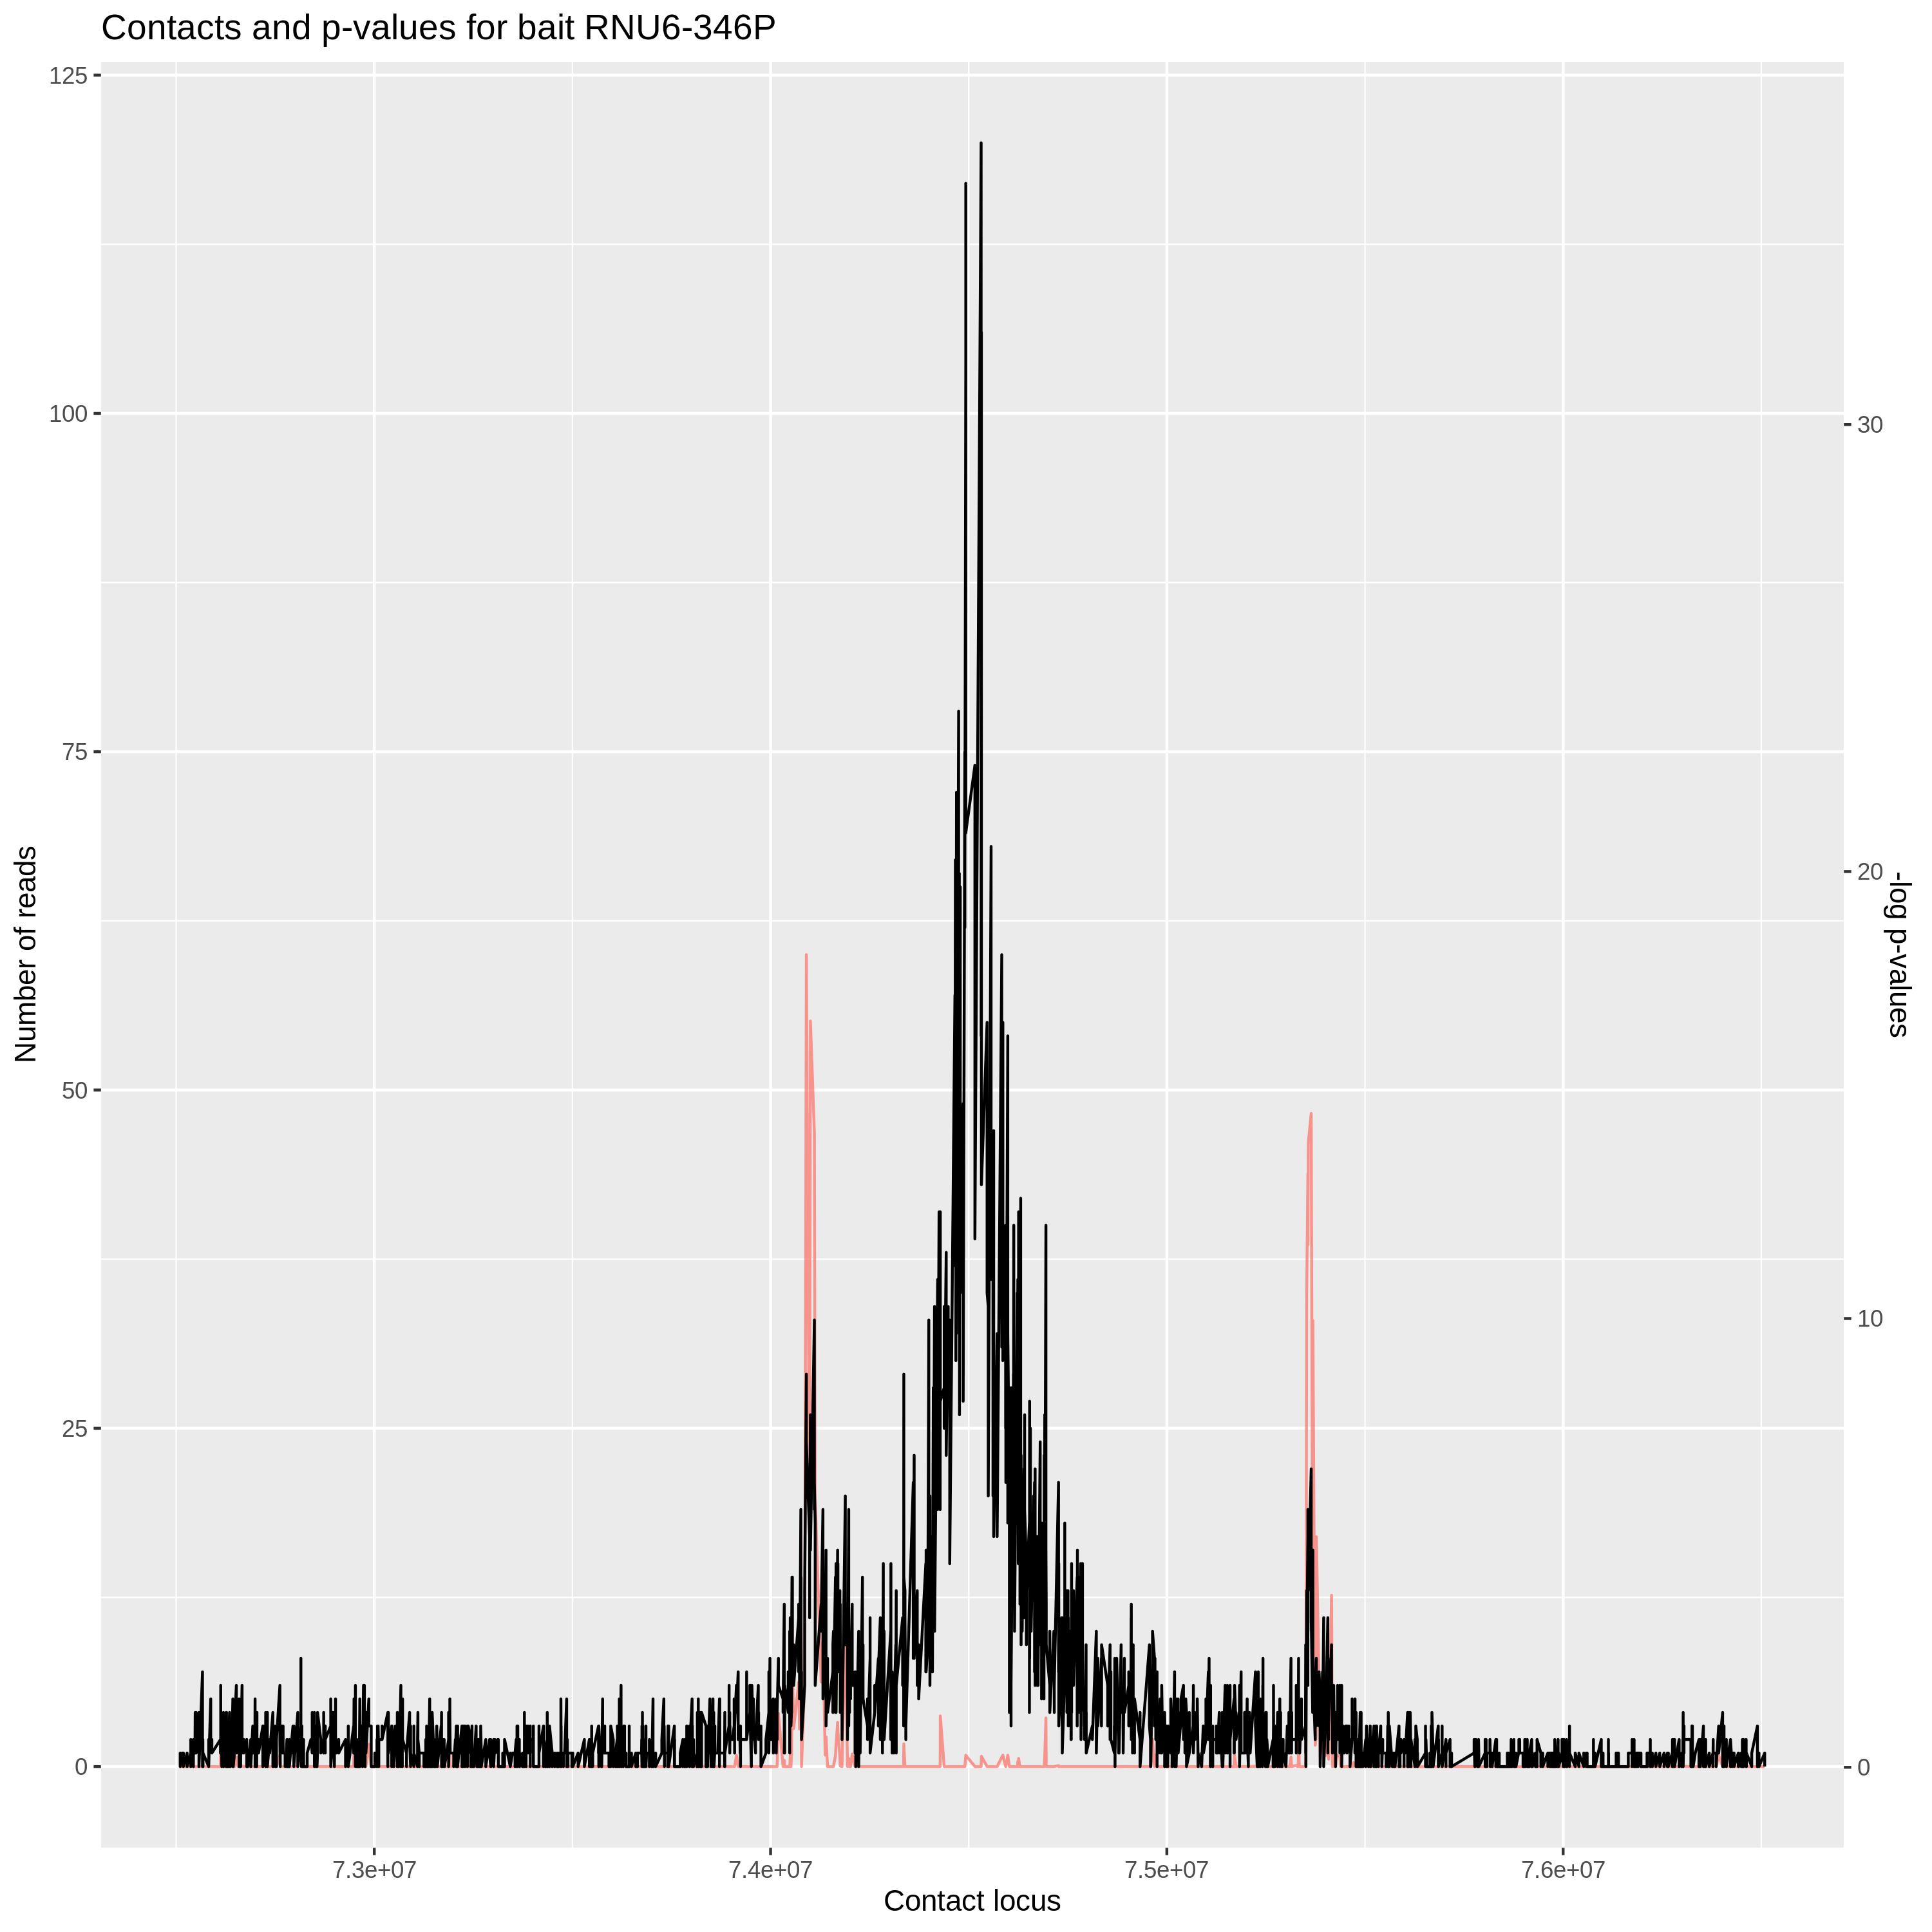 Contacts and p-values for bait RNU6-346P
125
100
75
50
25
0
Number of reads
30
20
10
0
-log p-values
7.3e+07
7.4e+07
7.5e+07
7.6e+07
Contact locus